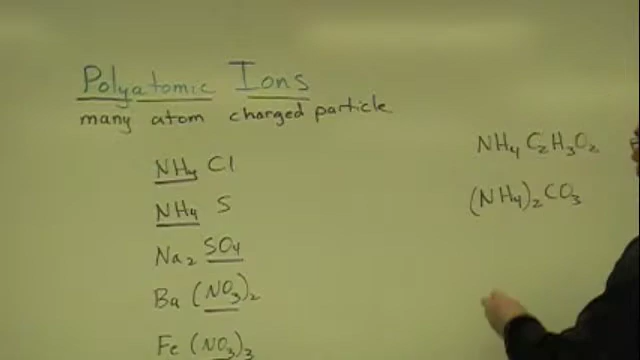 Polyatomic Ions
many atom charged particle
NH4 Cl
NH4 S
Na2 SO4
Ba (NO3)2
Fe (NO3)3
NH4 C2H3O2
(NH4)2 CO3